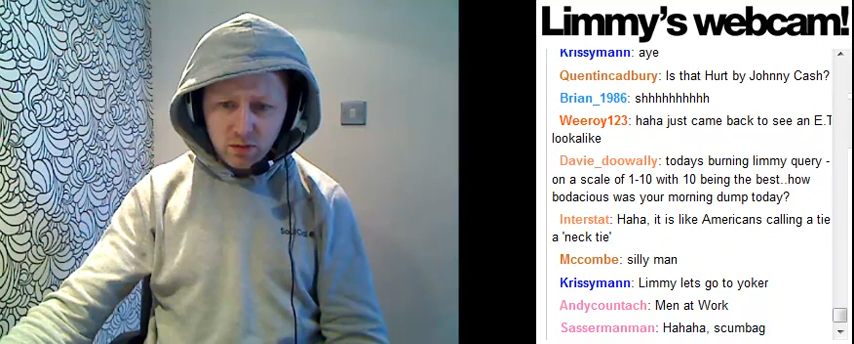 Limmy's webcam!
Krissymann: aye
Quentincadbury: Is that Hurt by Johnny Cash?
Brian_1986: shhhhhhhhhh
Weeroy123: haha just came back to see an E.T
lookalike
Davie_doowally: todays burning limmy query -
on a scale of 1-10 with 10 being the best..how
bodacious was your morning dump today?
Interstat: Haha, it is like Americans calling a tie
a 'neck tie'
Mccombe: silly man
Krissymann: Limmy lets go to yoker
Andycountach: Men at Work
Sassermanman: Hahaha, scumbag